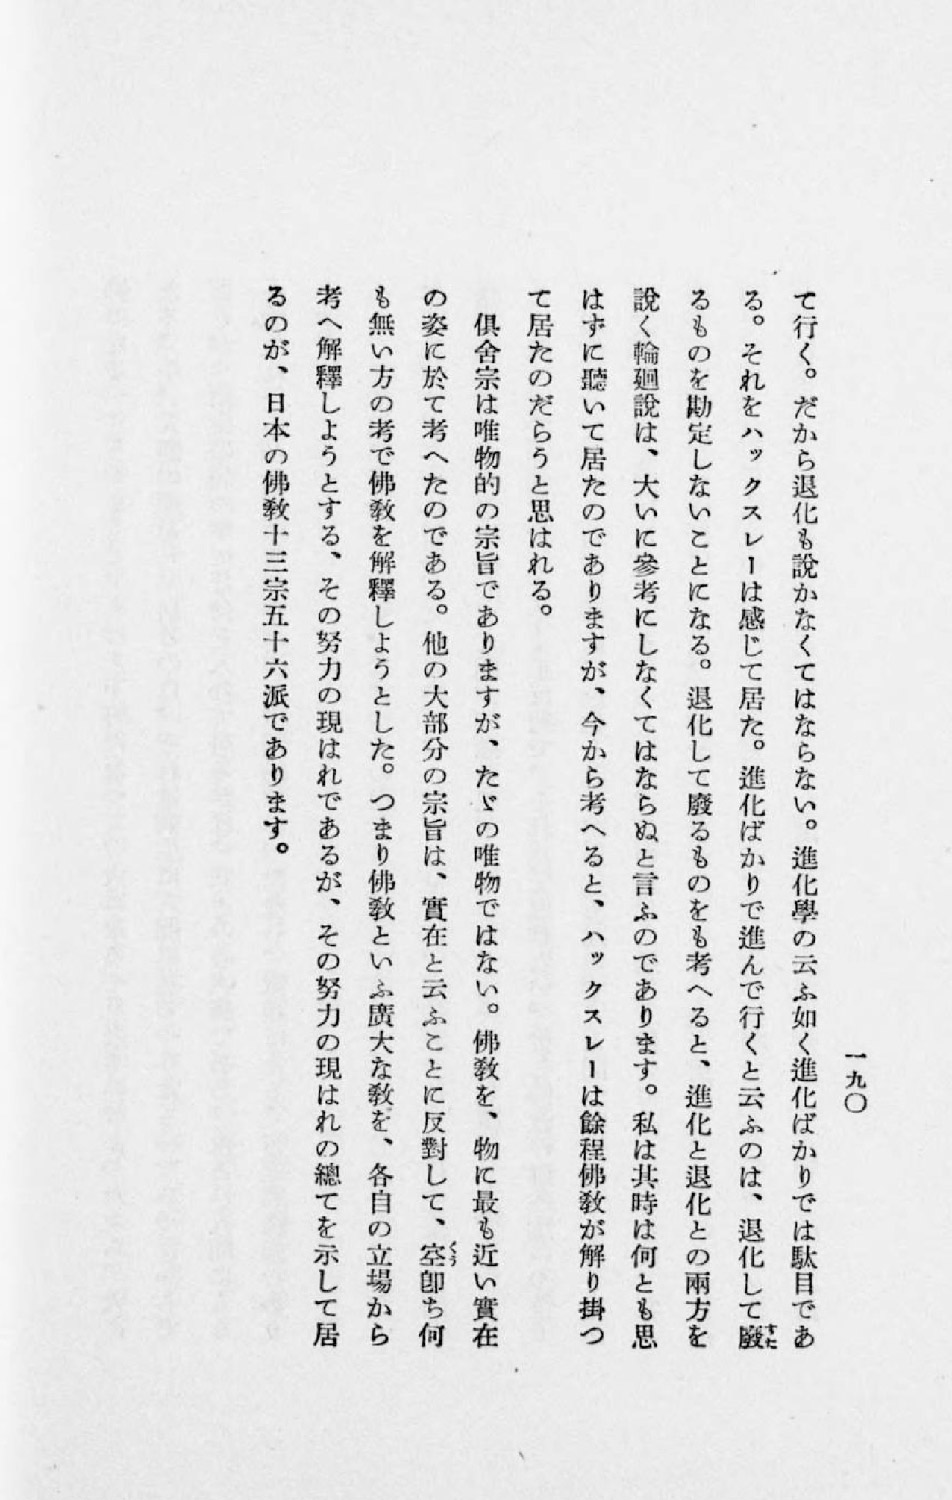 一九〇
て行く。だから退化も說かなくてはならない。進化學の云ふ如く進化ばかりでは駄目であ
る。それをハックスレーは感じて居た。進化ばかりで進んで行くと云ふのは、退化して廢すた
るものを勘定しないことになる。退化して廢るものをも考へると、進化と退化との兩方を
說く輪廻說は、大いに參考にしなくてはならぬと言ふのであります。私は其時は何とも思
はずに聽いて居たのでありますが、今から考へると、ハックスレーは餘程佛敎が解り掛つ
て居たのだらうと思はれる。
俱舍宗は唯物的の宗旨でありますが、たゞの唯物ではない。佛敎を、物に最も近い實在
の姿に於て考へたのである。他の大部分の宗旨は、實在と云ふことに反對して、空くう卽ち何
も無い方の考で佛敎を解釋しようとした。つまり佛敎といふ廣大な敎を、各自の立場から
考へ解釋しようとする、その努力の現はれであるが、その努力の現はれの總てを示して居
るのが、日本の佛敎十三宗五十六派であります。